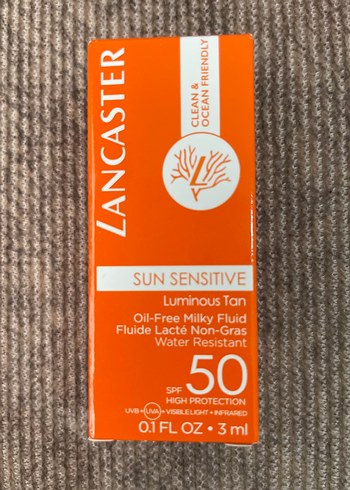 LANCASTER
CLEAN &
OCEAN FRIENDLY
L
SUN SENSITIVE
Luminous Tan
Oil-Free Milky Fluid
Fluide Lacté Non-Gras
Water Resistant
SPF 50
HIGH PROTECTION
UVB + UVA + VISIBLE LIGHT + INFRARED
0.1 FL OZ • 3 ml